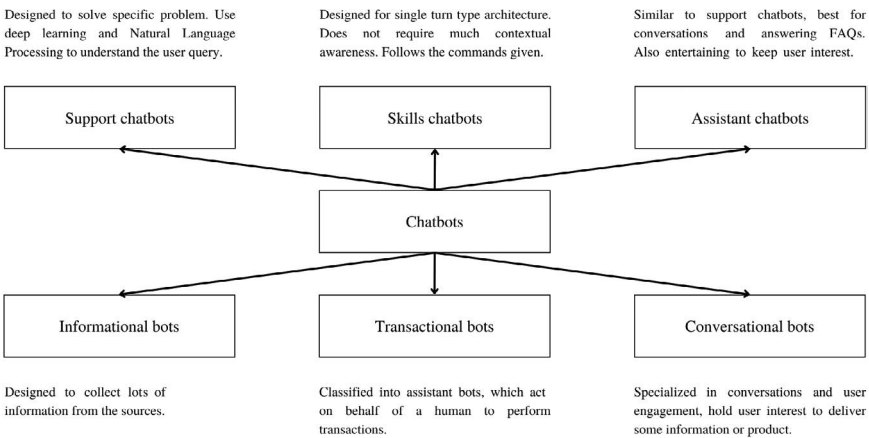 Designed to solve specific problem. Use
deep learning and Natural Language
Processing to understand the user query.
Designed for single turn type architecture.
Does not require much contextual
awareness. Follows the commands given.
Similar to support chatbots, best for
conversations and answering FAQs.
Also entertaining to keep user interest.
Support chatbots
Skills chatbots
Assistant chatbots
Chatbots
Informational bots
Transactional bots
Conversational bots
Designed to collect lots of
information from the sources.
Classified into assistant bots, which act
on behalf of a human to perform
transactions.
Specialized in conversations and user
engagement, hold user interest to deliver
some information or product.